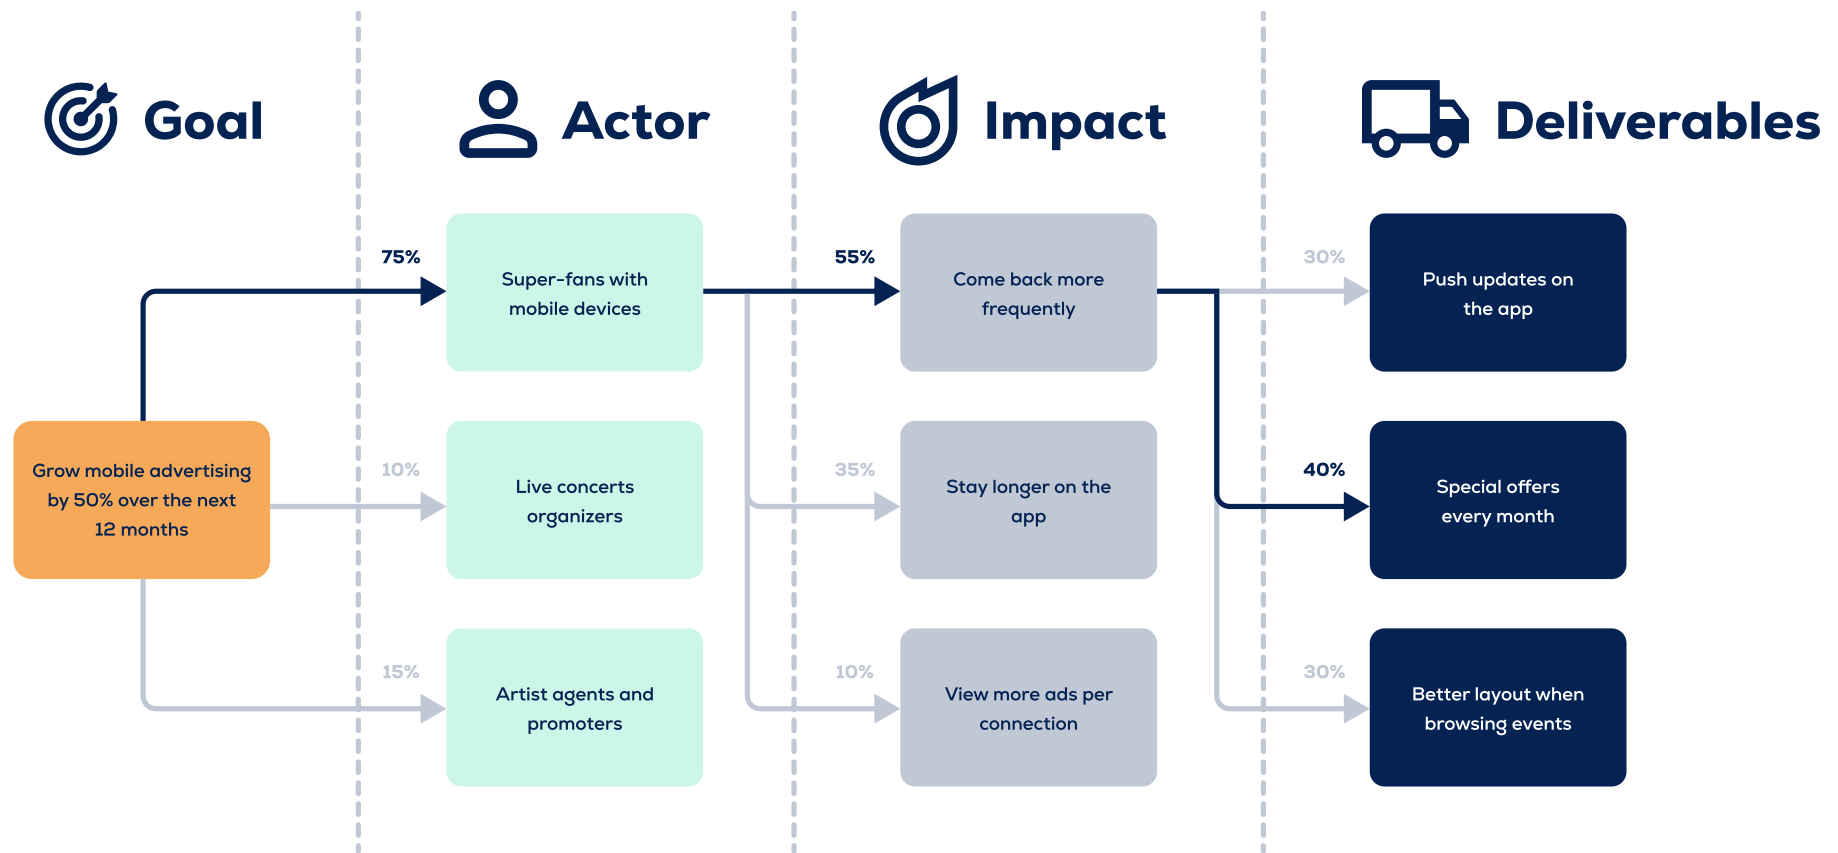 Goal
Actor
Impact
Deliverables
75%
Super-fans with
mobile devices
55%
Come back more
frequently
30%
Push updates on
the app
Grow mobile advertising
by 50% over the next
12 months
10%
Live concerts
organizers
35%
Stay longer on the
app
40%
Special offers
every month
15%
Artist agents and
promoters
10%
View more ads per
connection
30%
Better layout when
browsing events